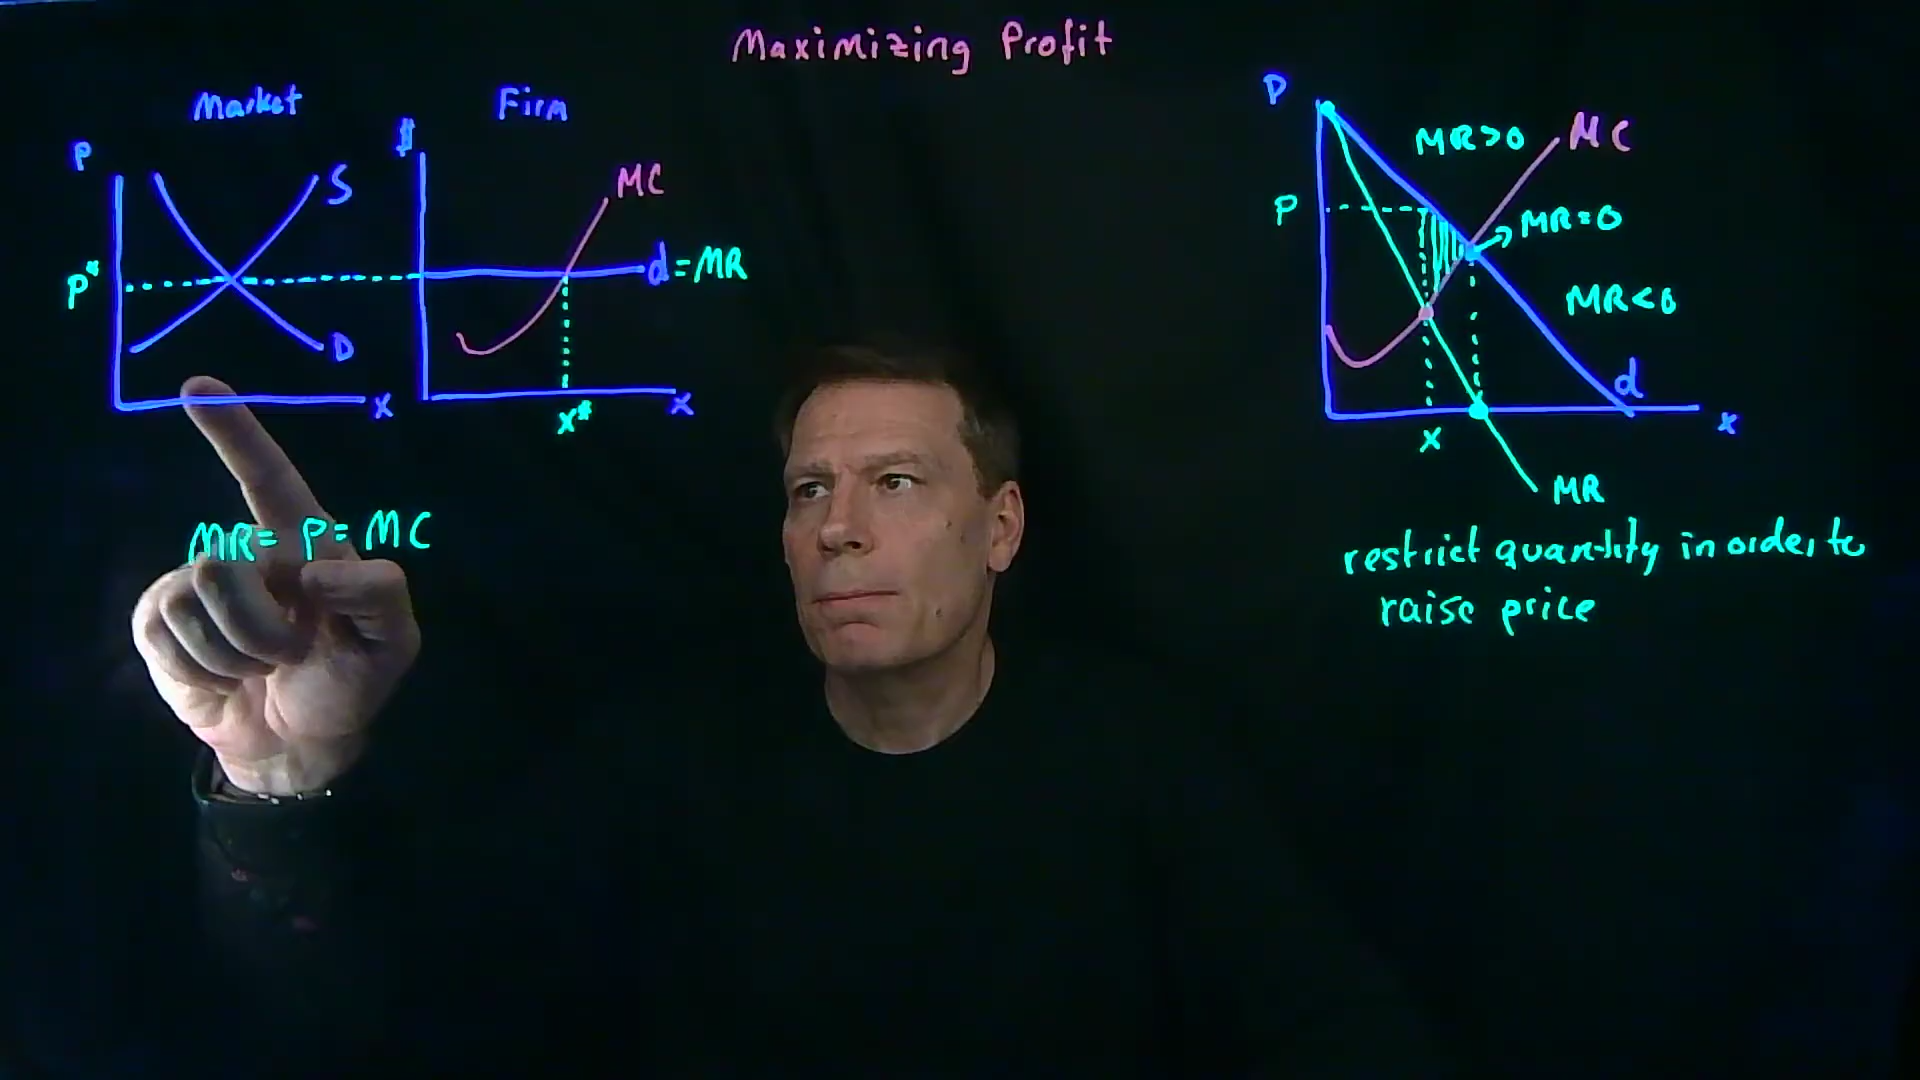 Maximizing Profit
Market
P
S
P*
D
x
Firm
$
MC
d = MR
x*
x
MR = P = MC
P
MR>0
MC
P
MR=0
MR<0
d
x
x
MR
restrict quantity in order to
raise price